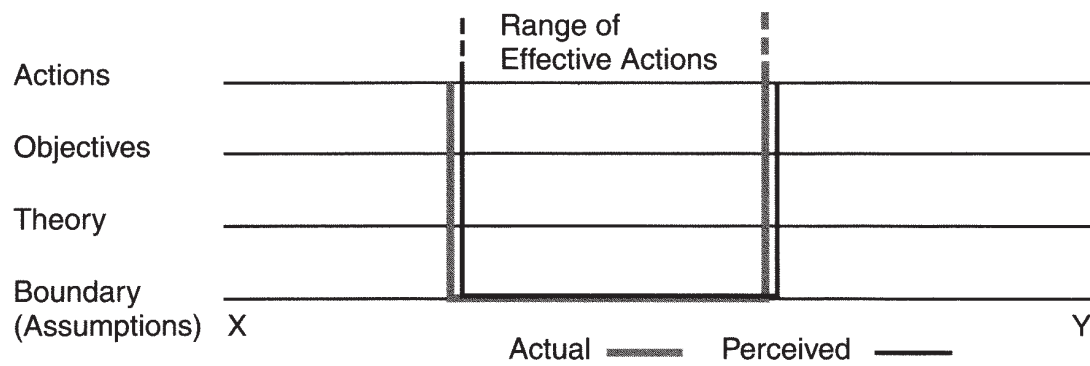 Range of
Effective Actions
Actions
Objectives
Theory
Boundary
(Assumptions) X Y
Actual Perceived